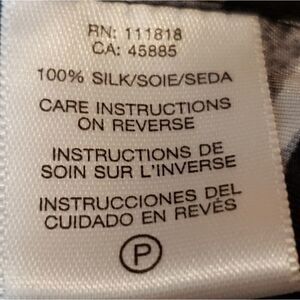 RN: 111818
CA: 45885
100% SILK/SOIE/SEDA
CARE INSTRUCTIONS
ON REVERSE
INSTRUCTIONS DE
SOIN SUR L'INVERSE
INSTRUCCIONES DEL
CUIDADO EN REVÉS
P